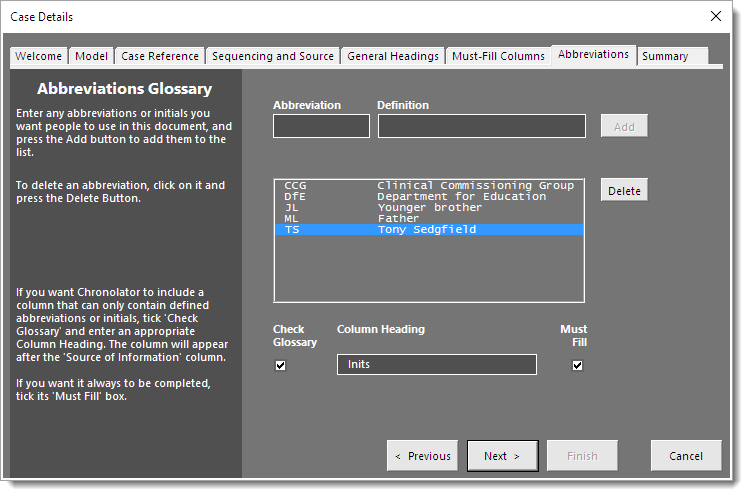 Case Details
Welcome Model Case Reference Sequencing and Source General Headings Must-Fill Columns Abbreviations Summary
Abbreviations Glossary
Enter any abbreviations or initials you
want people to use in this document, and
press the Add button to add them to the
list.
To delete an abbreviation, click on it and
press the Delete Button.
If you want Chronolator to include a
column that can only contain defined
abbreviations or initials, tick 'Check
Glossary' and enter an appropriate
Column Heading. The column will appear
after the 'Source of Information' column.
If you want it always to be completed,
tick its 'Must Fill' box.
Abbreviation Definition
Add
CCG Clinical Commissioning Group
DfE Department for Education
JL Younger brother
ML Father
TS Tony Sedgfield
Delete
Check
Glossary
Column Heading
Must
Fill
Inits
< Previous Next > Finish Cancel